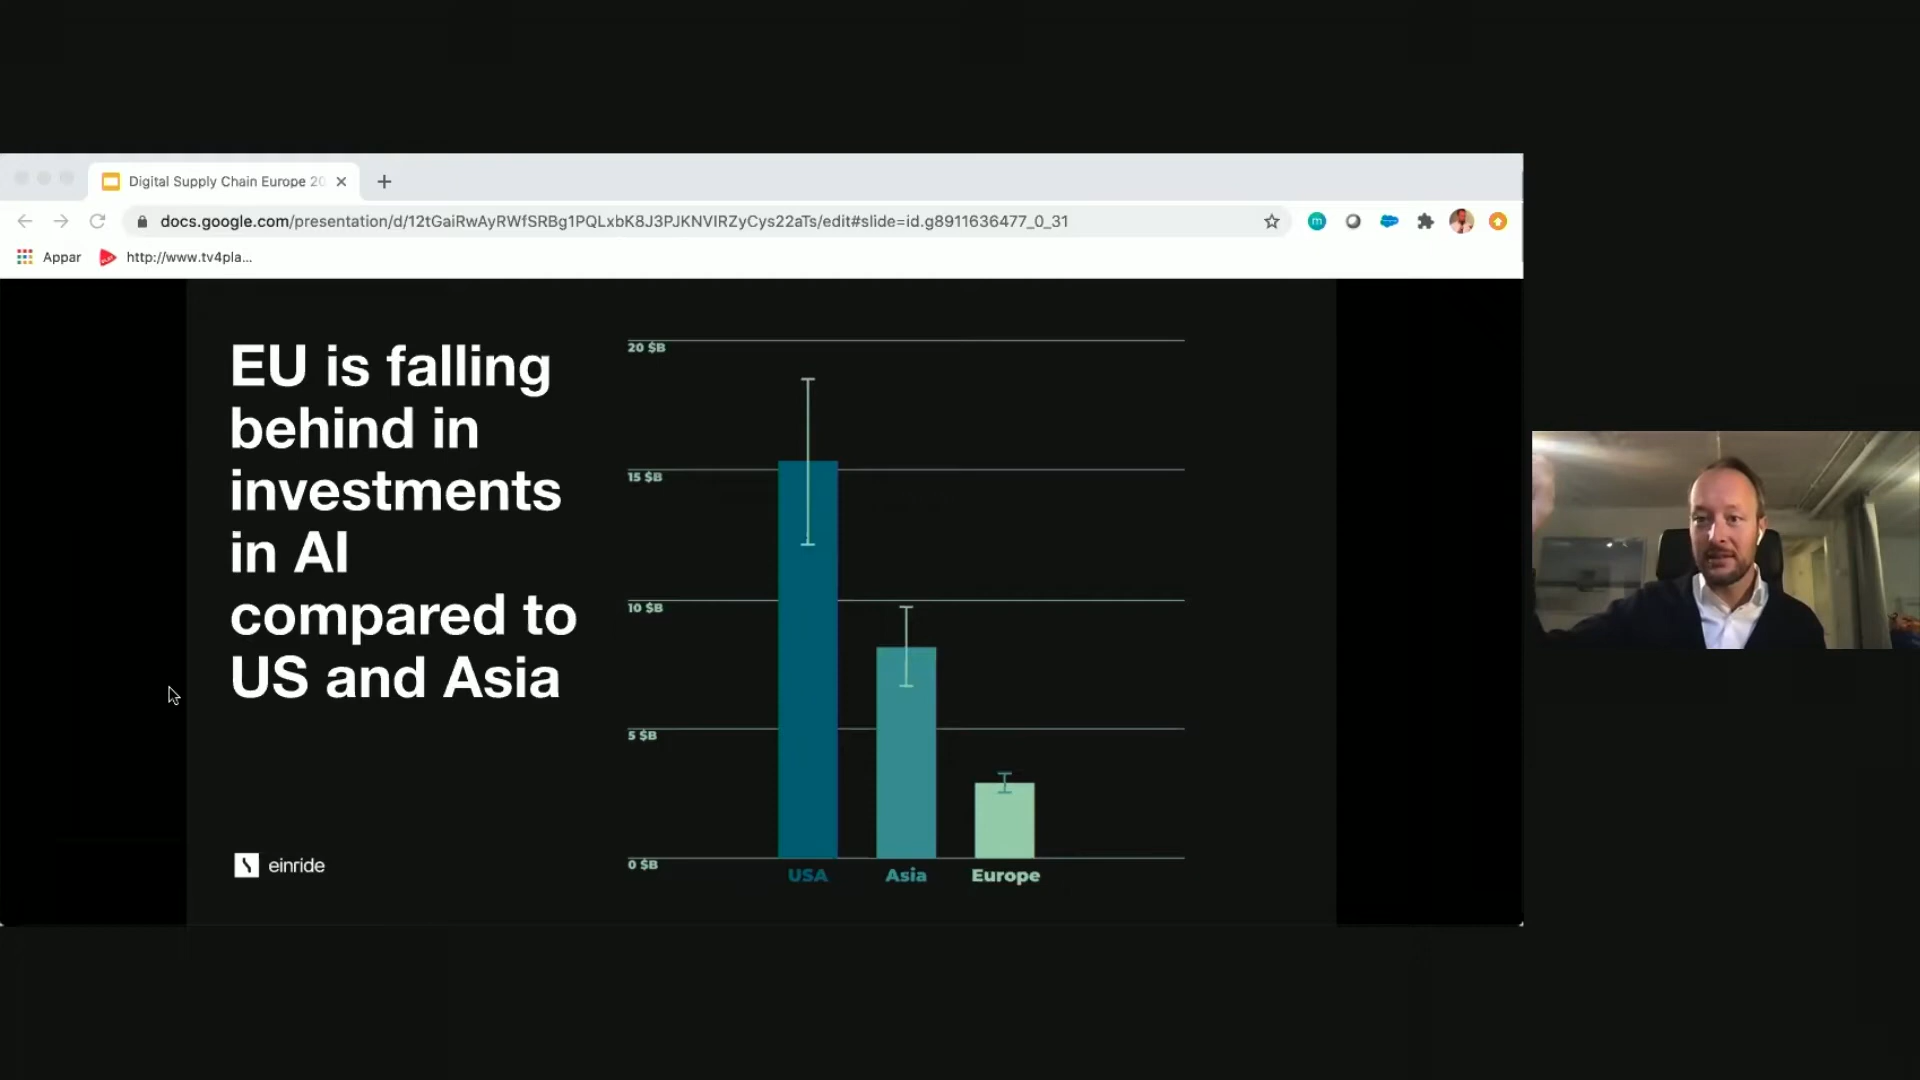 Digital Supply Chain Europe 20
docs.google.com/presentation/d/12tGaiRwAyRWfSRBg1PQLxbK8J3PJKNVIRZyCys22aTs/edit#slide=id.g8911636477_0_31
Appar
http://www.tv4pla...
EU is falling
behind in
investments
in AI
compared to
US and Asia
20 $B
15 $B
10 $B
5 $B
0 $B
USA
Asia
Europe
einride